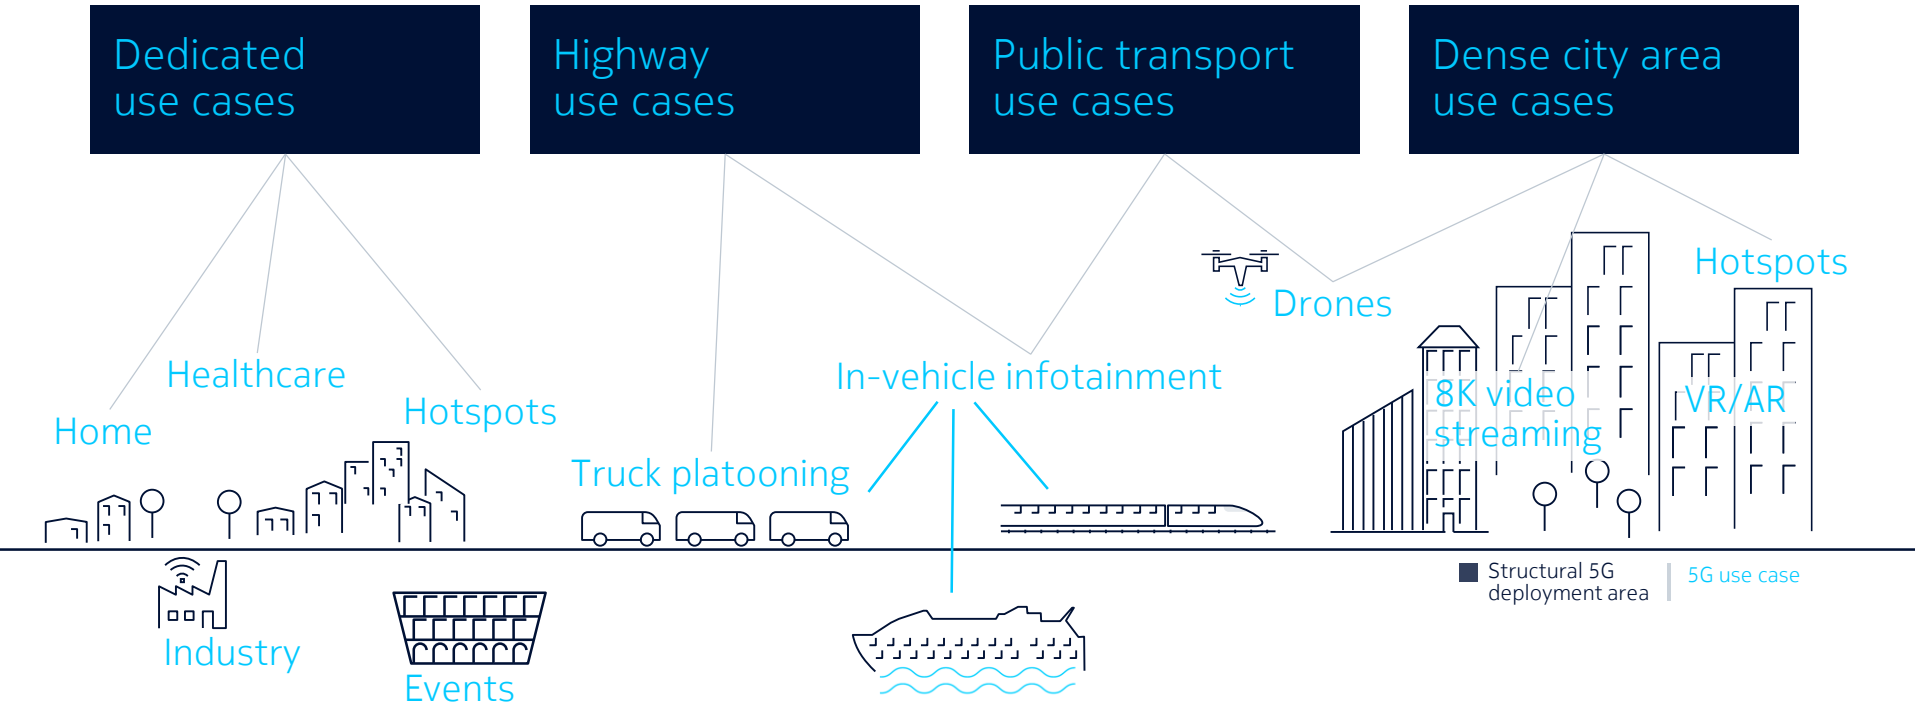 Dedicated
use cases
Highway
use cases
Public transport
use cases
Dense city area
use cases
Hotspots
Drones
Healthcare
In-vehicle infotainment
8K video
streaming
VR/AR
Home
Hotspots
Truck platooning
Structural 5G
deployment area
5G use case
Industry
Events